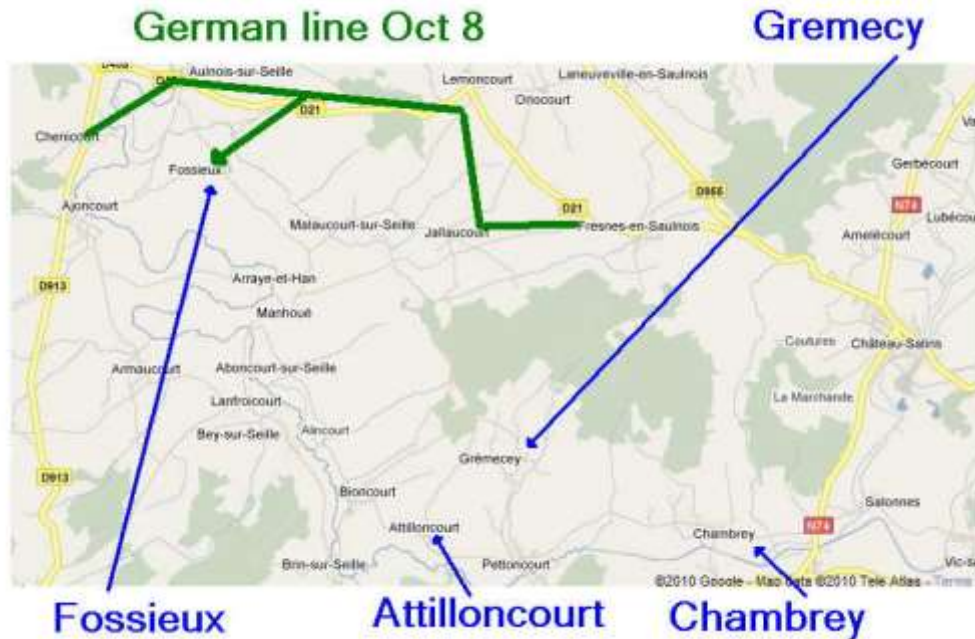 German line Oct 8
Gremecy
Aulnois-sur-Seille
Lemoncourt
Laneuveville-en-Saulnois
Oriocourt
D21
Chenicourt
Fossieux
Gerbécourt
D955
N74
Ajoncourt
Malaucourt-sur-Seille
Jallaucourt
D21
Fresnes-en-Saulnois
Amelécourt
Arraye-et-Han
D913
Manhoué
Coutures
Château-Salins
Armaucourt
Aboncourt-sur-Seille
Lanfroicourt
La Marchande
Bey-sur-Seille
Alincourt
Grémecey
D913
Bioncourt
Salonnes
Attilloncourt
Chambrey
N74
Brin-sur-Seille
Pettoncourt
©2010 Google - Map data ©2010 Tele Atlas - Terms
Fossieux
Attilloncourt
Chambrey